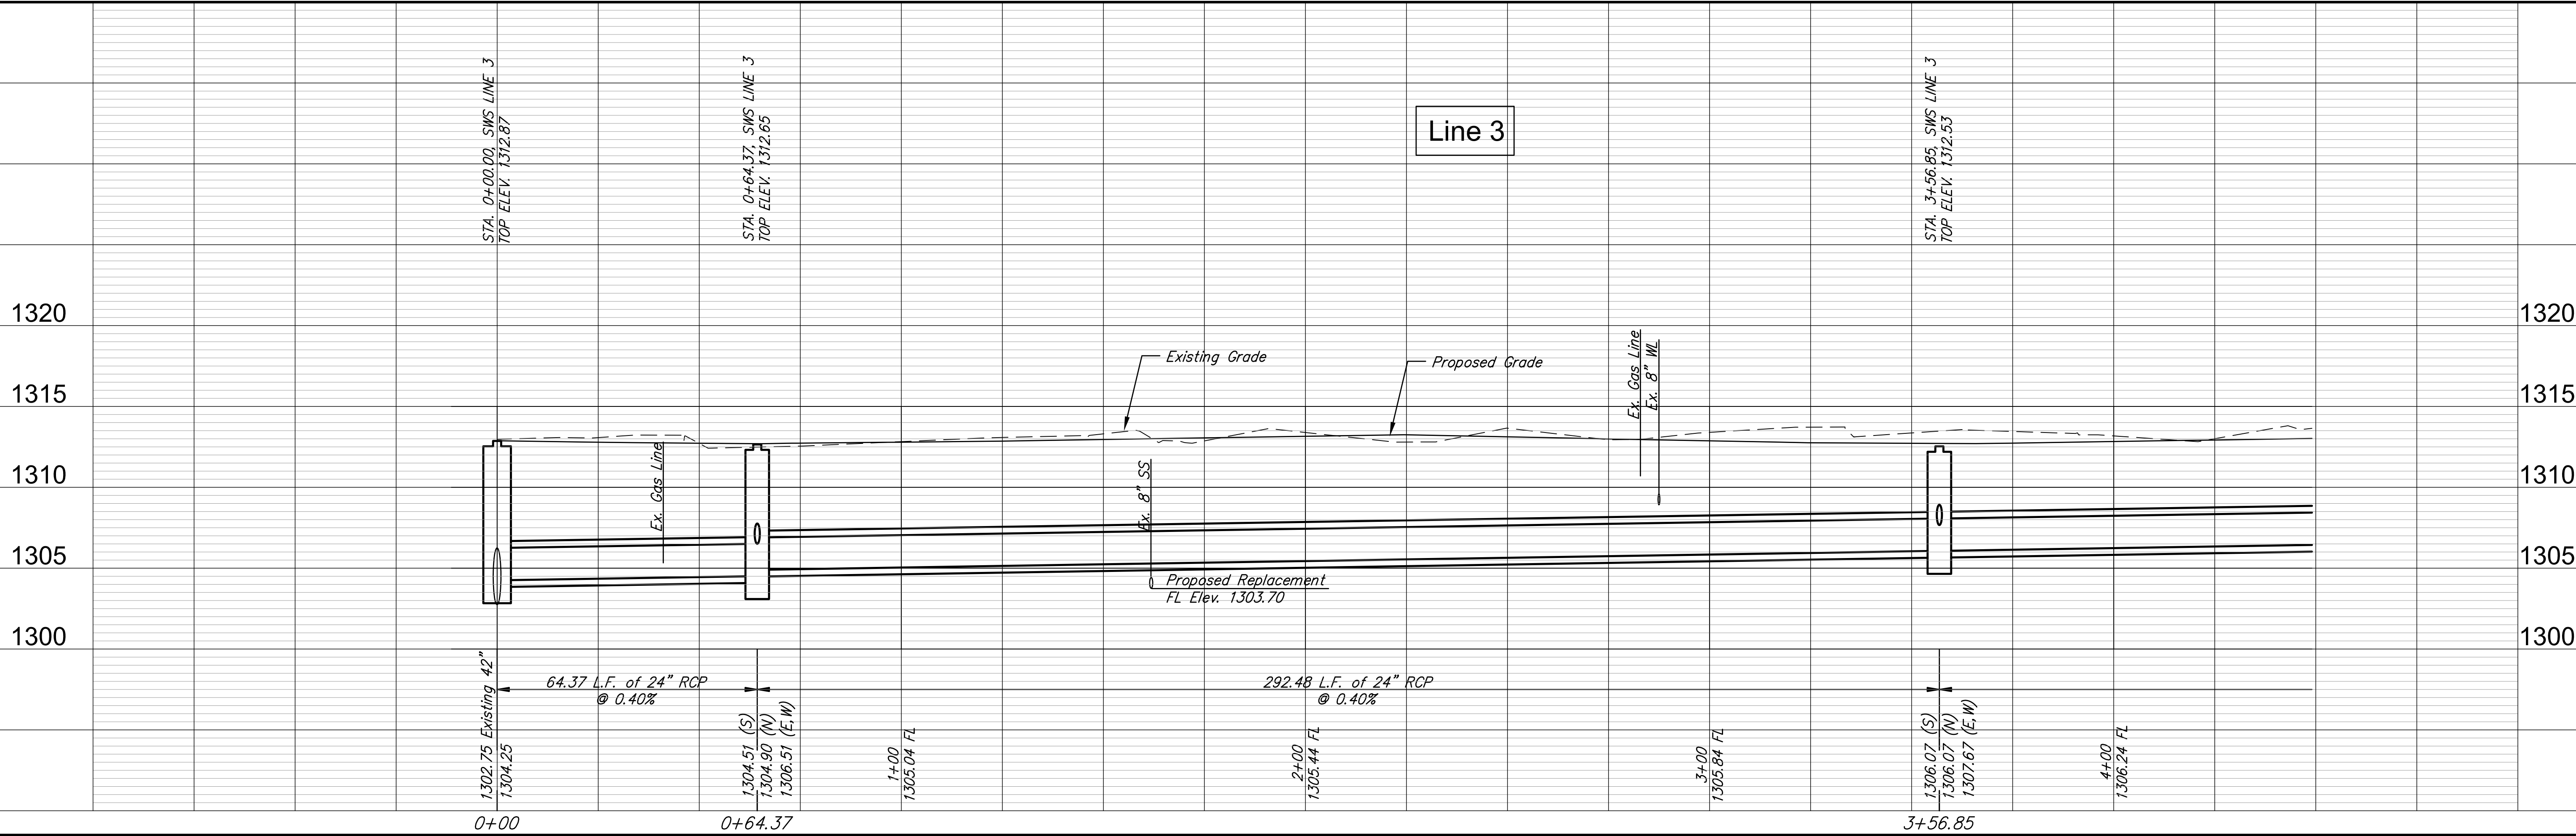 STA. 0+00.00, SWS LINE 3
TOP ELEV. 1312.87
STA. 0+64.37, SWS LINE 3
TOP ELEV. 1312.65
Line 3
STA. 3+56.85, SWS LINE 3
TOP ELEV. 1312.53
1320
1320
1315
1315
1310
1310
1305
1305
1300
1300
Existing Grade
Proposed Grade
Ex. Gas Line
Ex. 8" WL
Ex. Gas Line
Ex. 8" SS
Proposed Replacement
FL Elev. 1303.70
64.37 L.F. of 24" RCP
@ 0.40%
292.48 L.F. of 24" RCP
@ 0.40%
1302.75 Existing 42"
1304.25
1304.51 (S)
1304.90 (N)
1306.51 (E,W)
1+00
1305.04 FL
2+00
1305.44 FL
3+00
1305.84 FL
1306.07 (S)
1306.07 (N)
1307.67 (E,W)
4+00
1306.24 FL
0+00
0+64.37
3+56.85